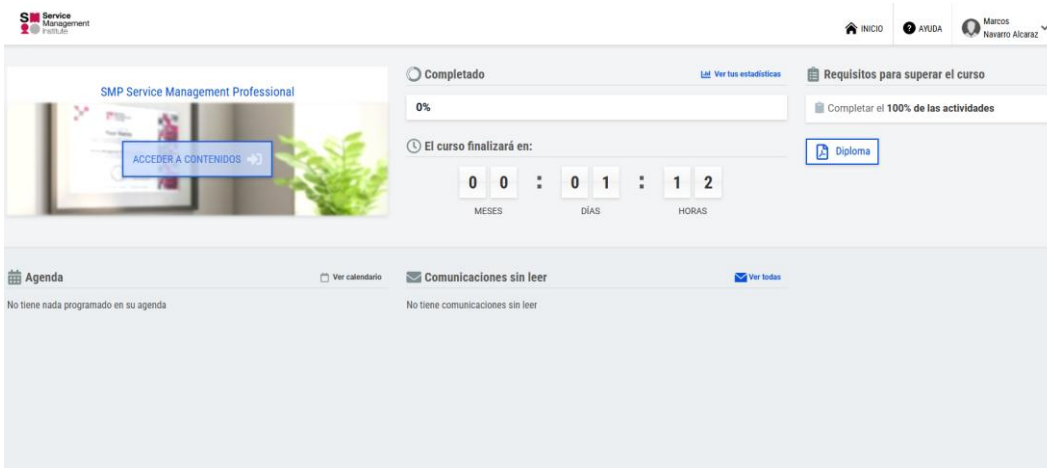 Service
Management
Institute
INICIO
AYUDA
Marcos
Navarro Alcaraz
SMP Service Management Professional
ACCEDER A CONTENIDOS
Completado
Ver tus estadísticas
0%
El curso finalizará en:
0 0 : 0 1 : 1 2
MESES DÍAS HORAS
Requisitos para superar el curso
Completar el 100% de las actividades
Diploma
Agenda
Ver calendario
No tiene nada programado en su agenda
Comunicaciones sin leer
Ver todas
No tiene comunicaciones sin leer